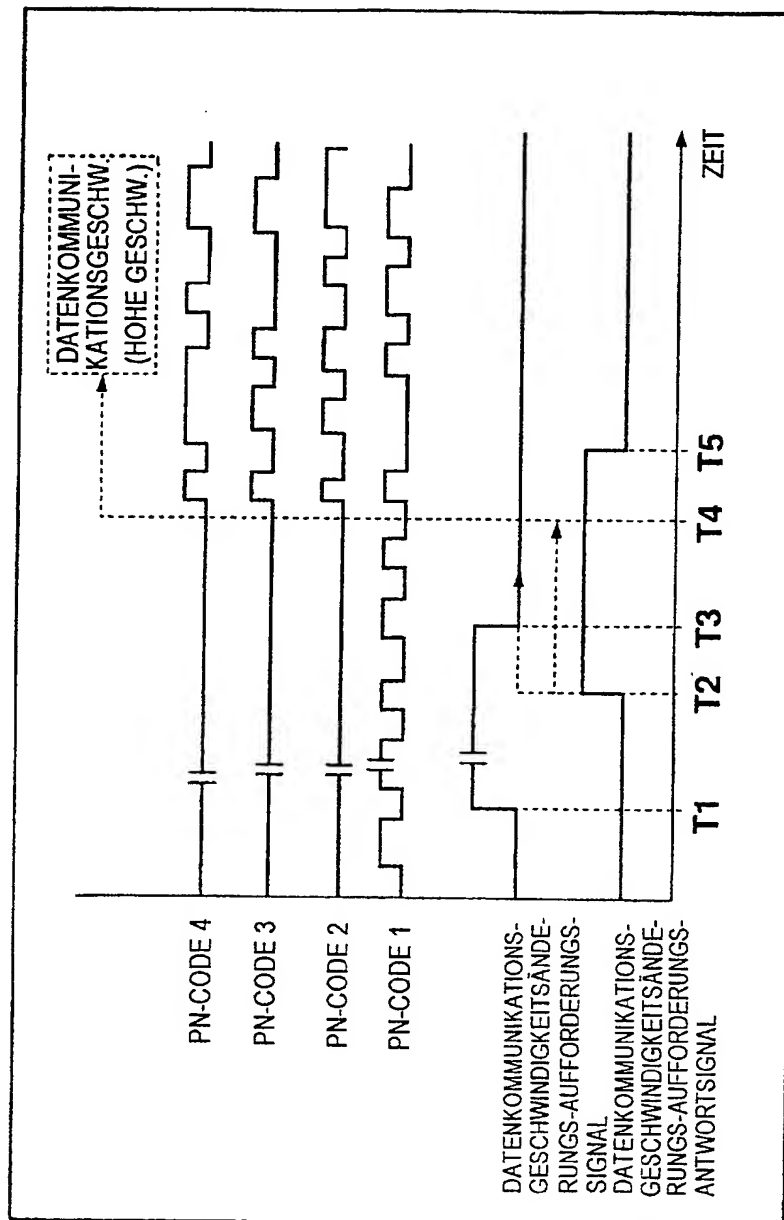 DATENKOMMUNI-
KATIONSGESCHW.
(HOHE GESCHW.)
PN-CODE 4
PN-CODE 3
PN-CODE 2
PN-CODE 1
DATENKOMMUNIKATIONS-
GESCHWINDIGKEITSÄNDE-
RUNGS-AUFFORDERUNGS-
SIGNAL
DATENKOMMUNIKATIONS-
GESCHWINDIGKEITSÄNDE-
RUNGS-AUFFORDERUNGS-
ANTWORTSIGNAL
T1
T2
T3
T4
T5
ZEIT